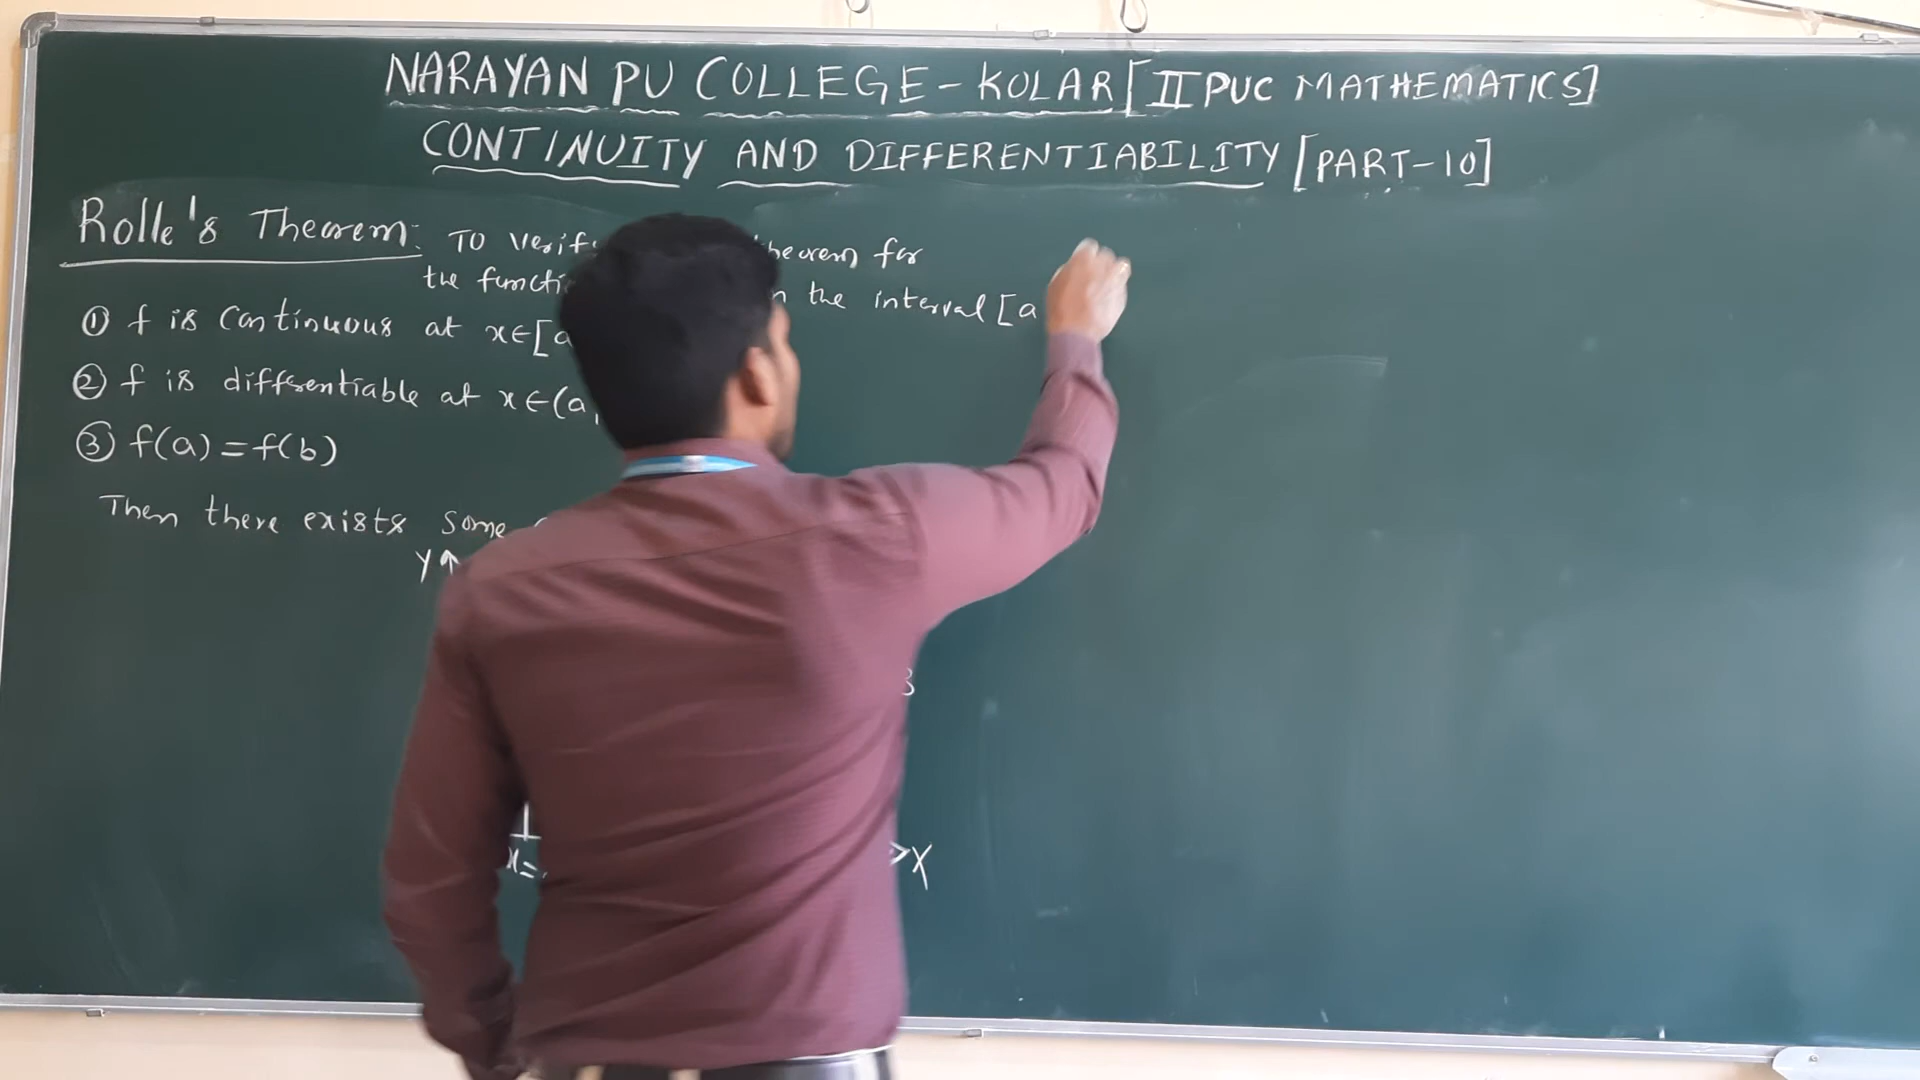 NARAYAN PU COLLEGE - KOLAR [II PUC MATHEMATICS]
CONTINUITY AND DIFFERENTIABILITY [PART-10]
Rolle's Theorem: TO Verify theorem for
the the interval [a
① f is continuous at x∈[a
② f is differentiable at x∈(a,
③ f(a) = f(b)
Then there exists some
Y
x=
X